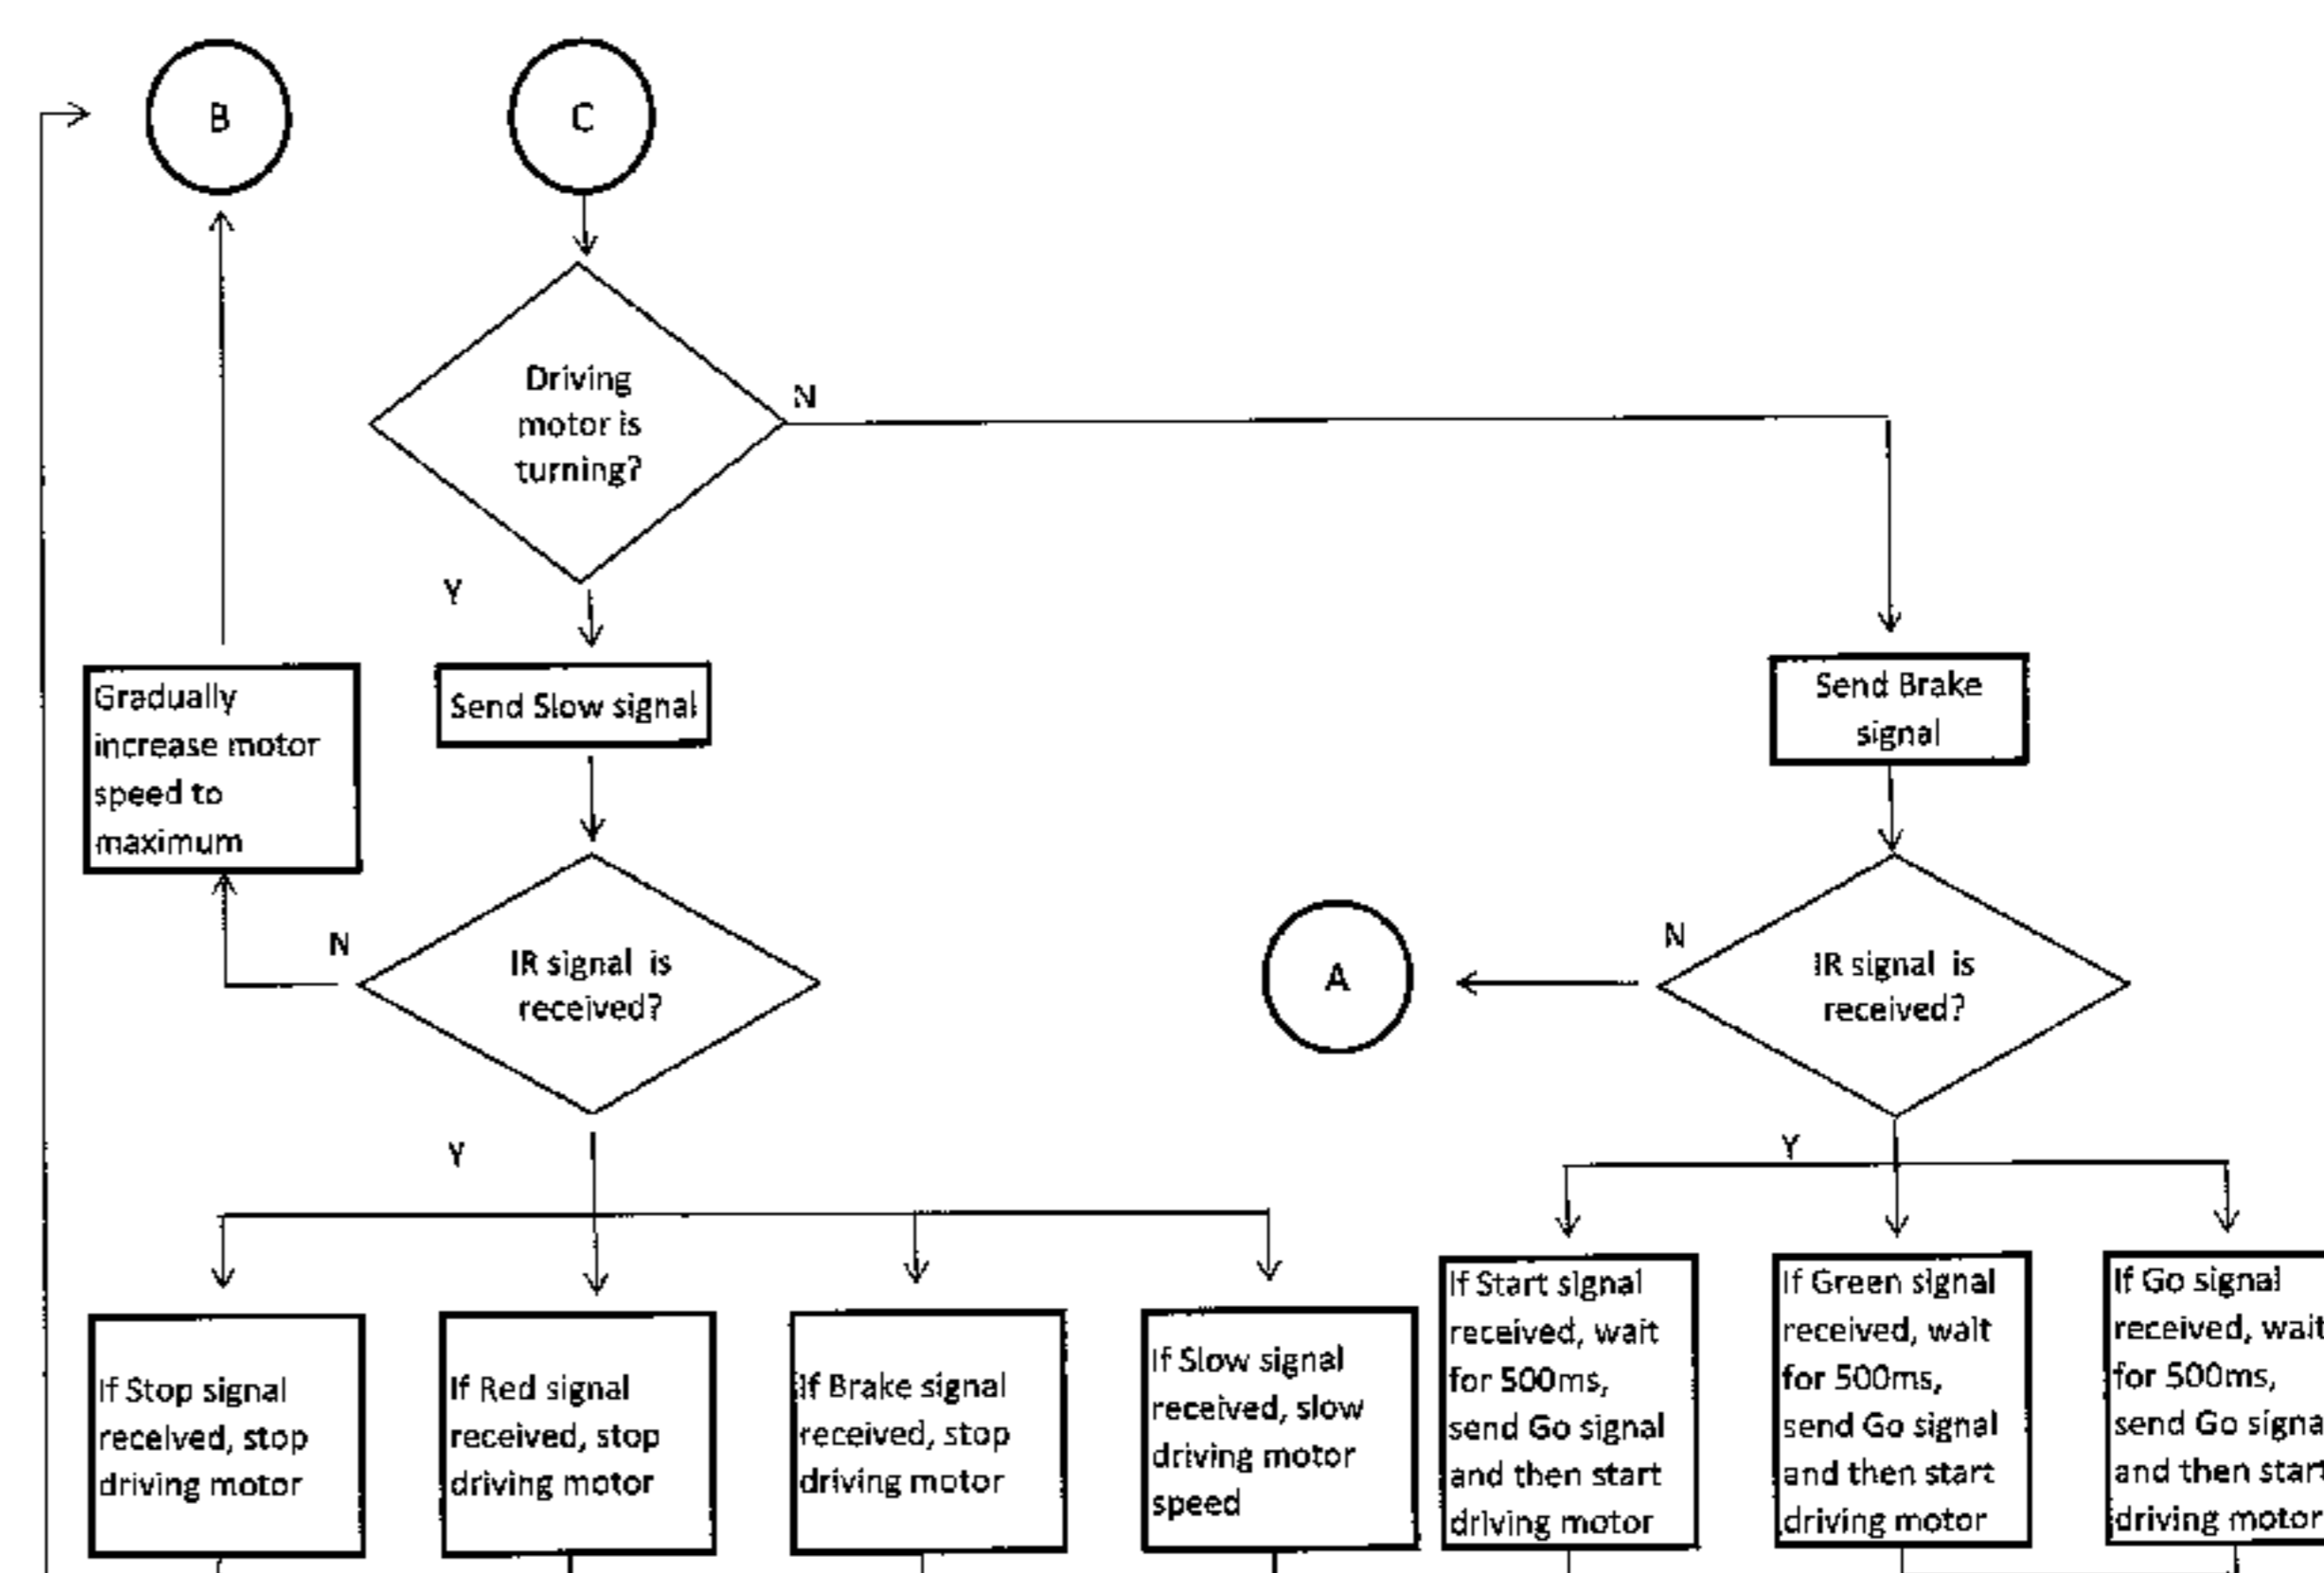 B
C
Driving
motor is
turning?
N
Y
Gradually
increase motor
speed to
maximum
Send Slow signal
Send Brake
signal
N
IR signal is
received?
A
N
IR signal is
received?
Y
Y
If Stop signal
received, stop
driving motor
If Red signal
received, stop
driving motor
If Brake signal
received, stop
driving motor
If Slow signal
received, slow
driving motor
speed
If Start signal
received, wait
for 500ms,
send Go signal
and then start
driving motor
If Green signal
received, wait
for 500ms,
send Go signal
and then start
driving motor
If Go signal
received, wait
for 500ms,
send Go signa
and then start
driving motor